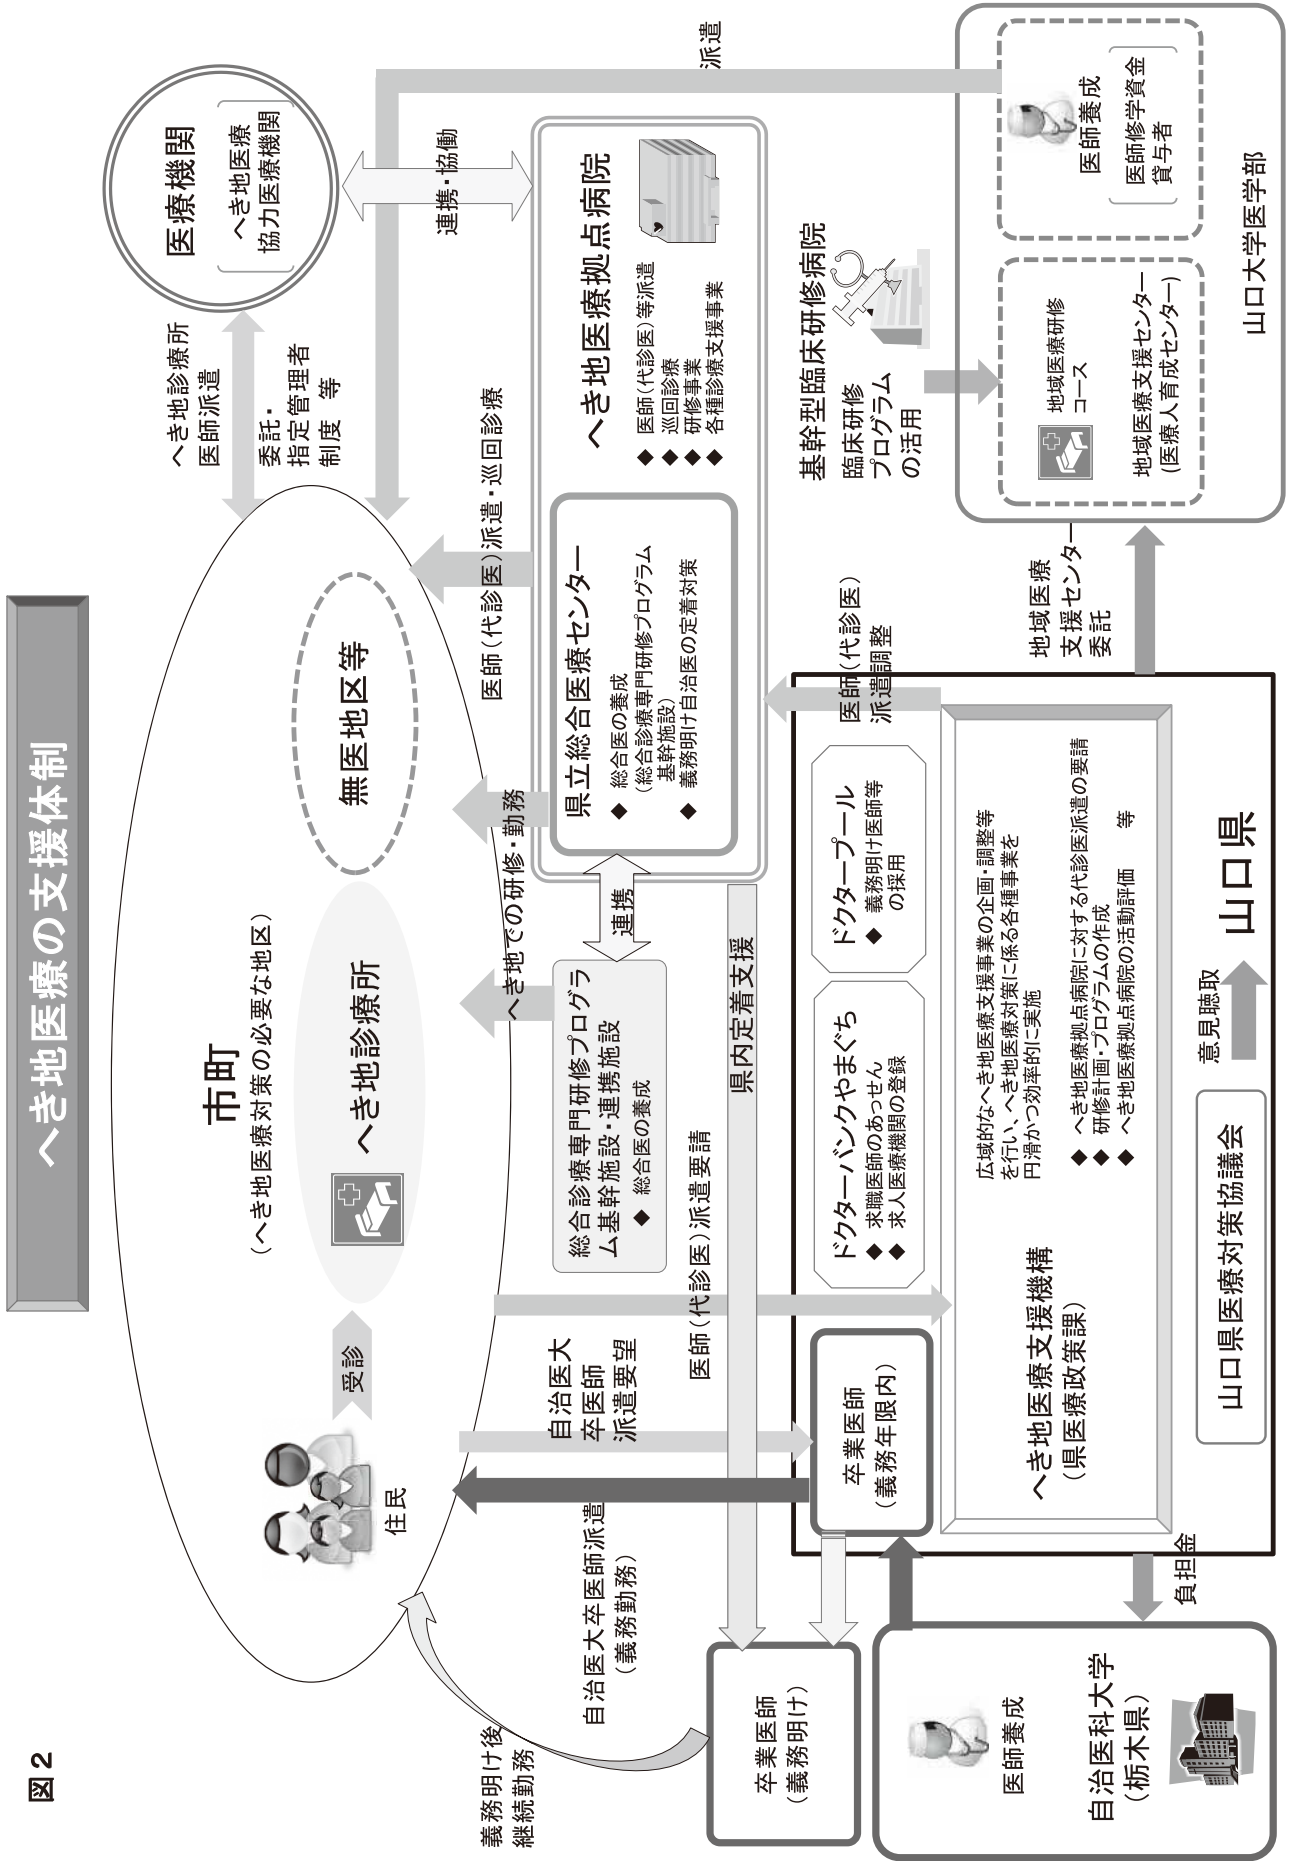 図2
へき地医療の支援体制
市町
（へき地医療対策の必要な地区）
住民
受診
へき地診療所
無医地区等
へき地診療所
医師派遣
委託・
指定管理者
制度　等
医療機関
へき地医療
協力医療機関
義務明け後
継続勤務
自治医大卒医師派遣
（義務勤務）
自治医大
卒医師
派遣要望
医師（代診医）派遣要請
へき地での研修・勤務
医師（代診医）派遣・巡回診療
連携・協働
派遣
総合診療専門研修プログラ
ム基幹施設・連携施設
◆ 総合医の養成
連携
県立総合医療センター
◆ 総合医の養成
（総合診療専門研修プログラム
基幹施設）
◆ 義務明け自治医の定着対策
へき地医療拠点病院
◆ 医師（代診医）等派遣
◆ 巡回診療
◆ 研修事業
◆ 各種診療支援事業
県内定着支援
卒業医師
（義務明け）
卒業医師
（義務年限内）
ドクターバンクやまぐち
◆ 求職医師のあっせん
◆ 求人医療機関の登録
ドクタープール
◆ 義務明け医師等
の採用
医師（代診医）
派遣調整
基幹型臨床研修病院
臨床研修
プログラム
の活用
医師養成
自治医科大学
（栃木県）
負担金
へき地医療支援機構
（県医療政策課）
広域的なへき地医療支援事業の企画・調整等
を行い、へき地医療対策に係る各種事業を
円滑かつ効率的に実施
◆ へき地医療拠点病院に対する代診医派遣の要請
◆ 研修計画・プログラムの作成
◆ へき地医療拠点病院の活動評価　　等
山口県医療対策協議会
意見聴取
山口県
地域医療
支援センター
委託
地域医療研修
コース
地域医療支援センター
（医療人育成センター）
医師養成
医師修学資金
貸与者
山口大学医学部